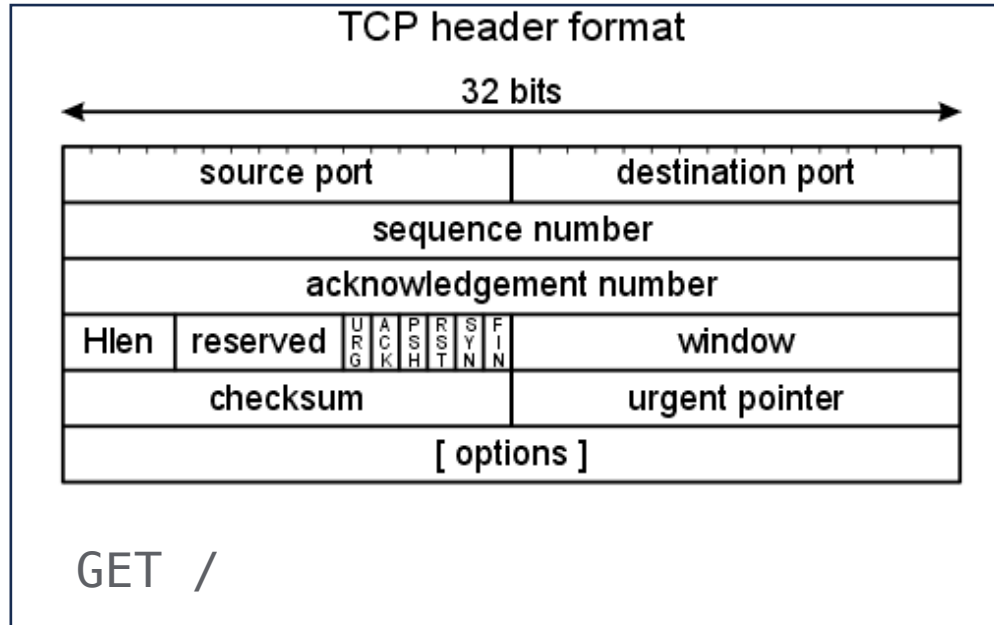 TCP header format
32 bits
source port destination port
sequence number
acknowledgement number
Hlen reserved URG ACK PSH RST SYN FIN window
checksum urgent pointer
[ options ]
GET /